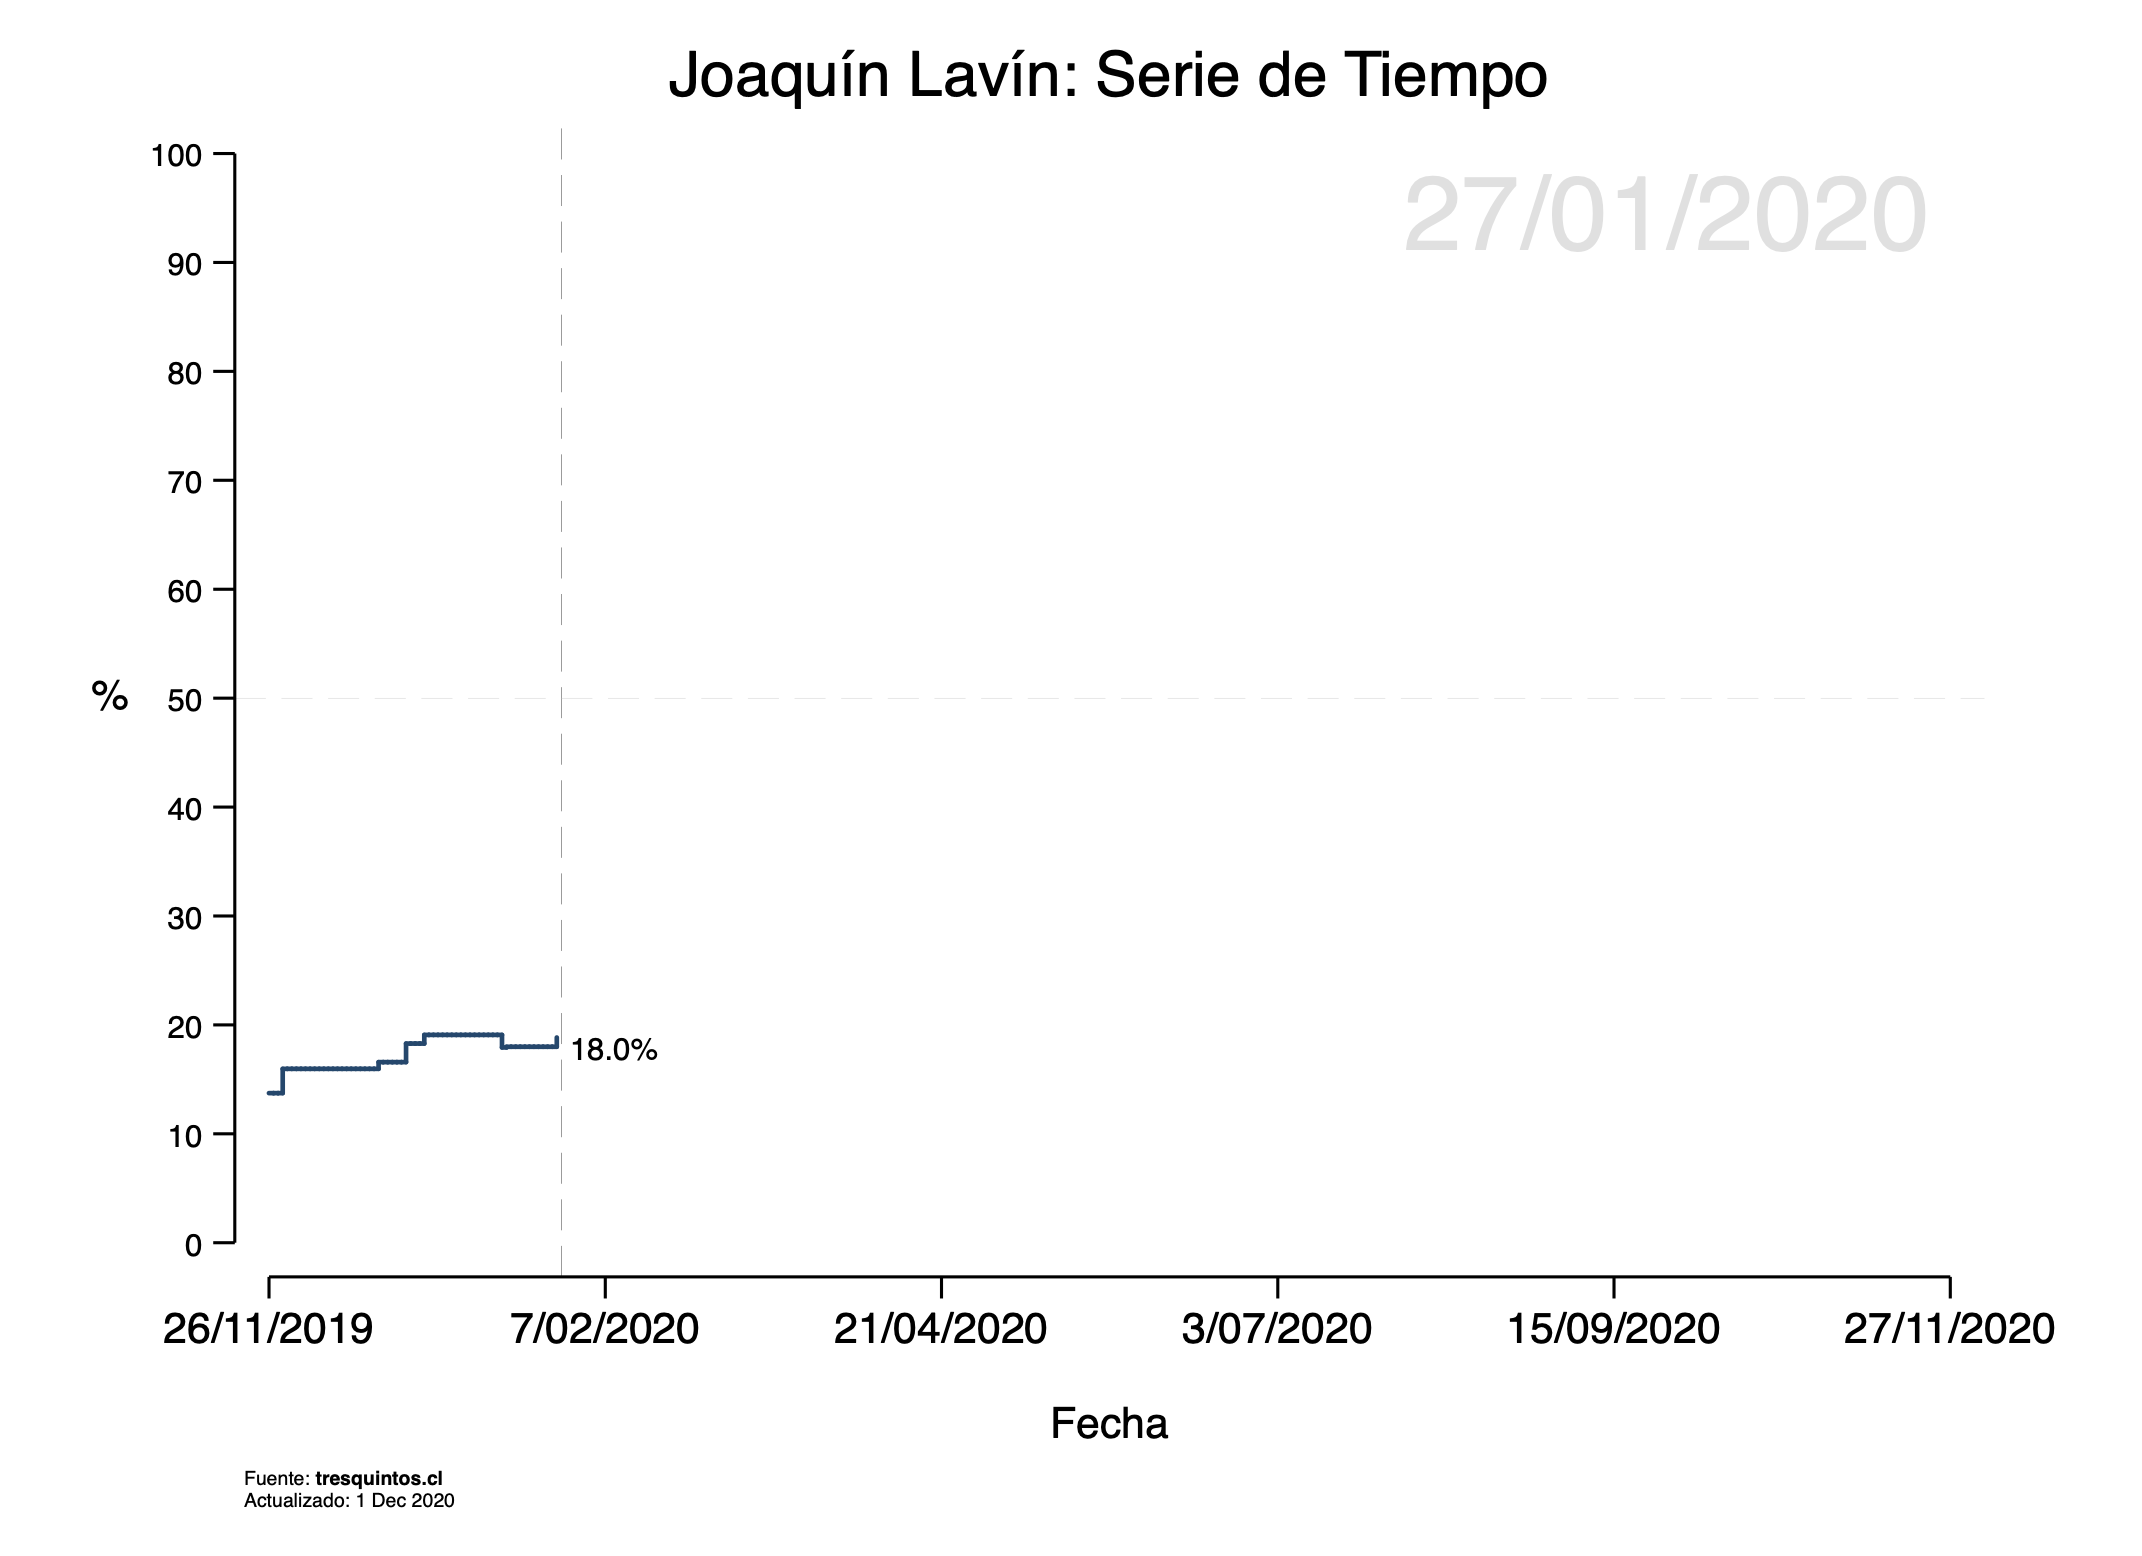 Joaquín Lavín: Serie de Tiempo
27/01/2020
100
90
80
70
60
50
40
30
20
10
0
%
18.0%
26/11/2019 7/02/2020 21/04/2020 3/07/2020 15/09/2020 27/11/2020
Fecha
Fuente: tresquintos.cl
Actualizado: 1 Dec 2020